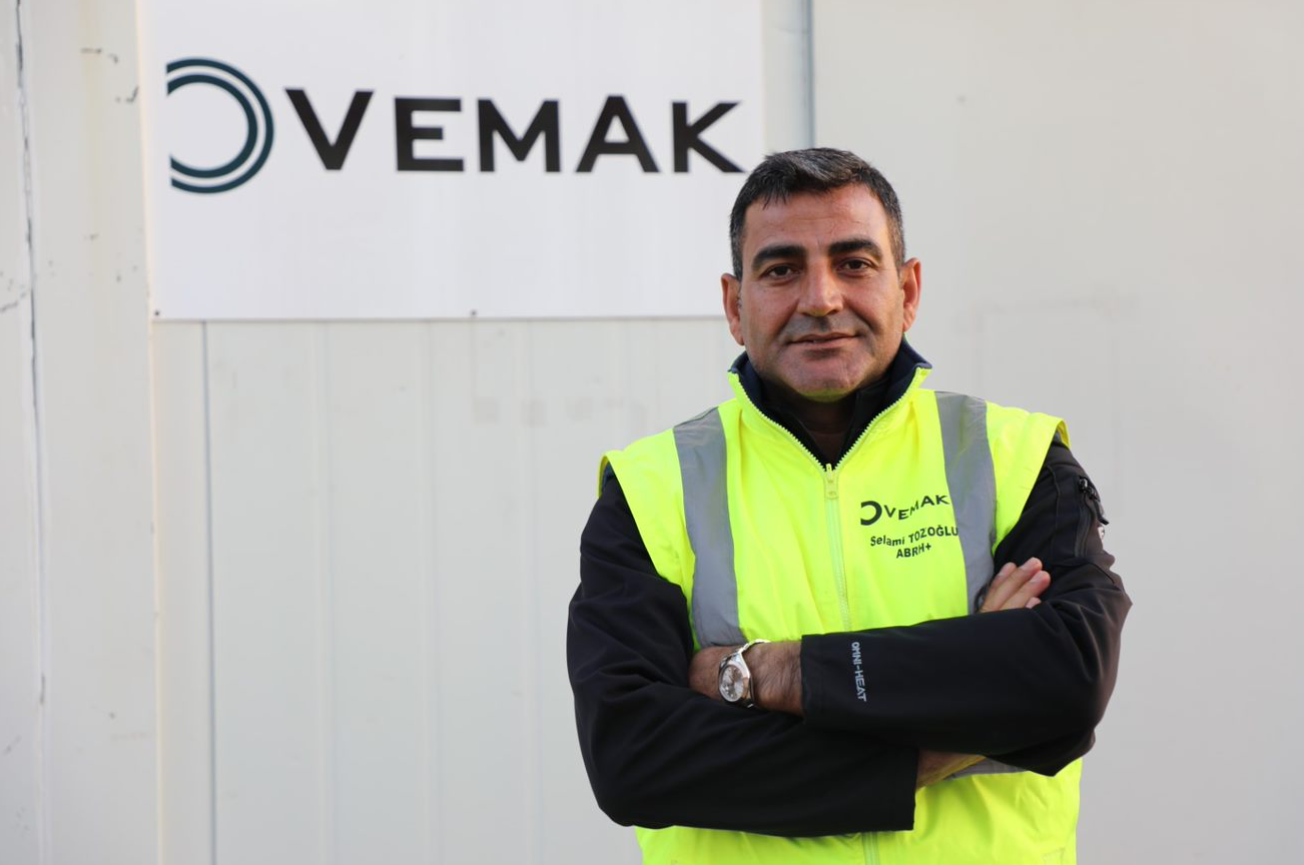 VEMAK
VEMAK
Selami TOZOĞLU
ABRH+
OMNI-HEAT